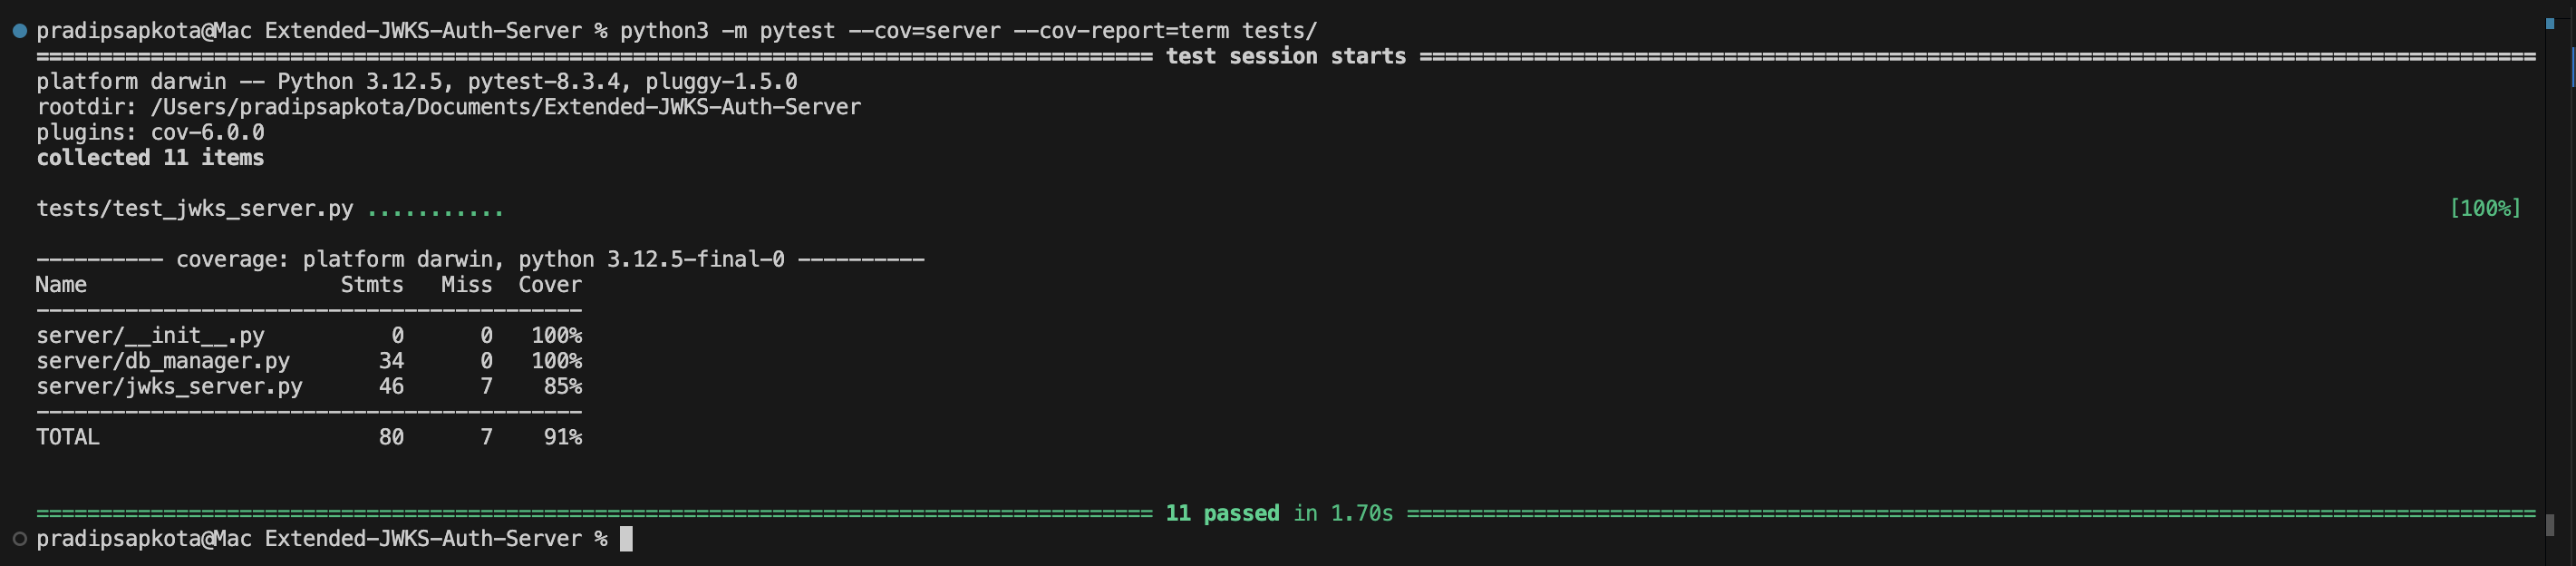 pradipsapkota@Mac Extended-JWKS-Auth-Server % python3 -m pytest --cov=server --cov-report=term tests/
======================================================================================== test session starts ========================================================================================
platform darwin -- Python 3.12.5, pytest-8.3.4, pluggy-1.5.0
rootdir: /Users/pradipsapkota/Documents/Extended-JWKS-Auth-Server
plugins: cov-6.0.0
collected 11 items
tests/test_jwks_server.py ........... [100%]
---------- coverage: platform darwin, python 3.12.5-final-0 ----------
Name                    Stmts   Miss  Cover
-------------------------------------------
server/__init__.py          0      0   100%
server/db_manager.py       34      0   100%
server/jwks_server.py      46      7    85%
-------------------------------------------
TOTAL                      80      7    91%
======================================================================================== 11 passed in 1.70s =========================================================================================
pradipsapkota@Mac Extended-JWKS-Auth-Server %